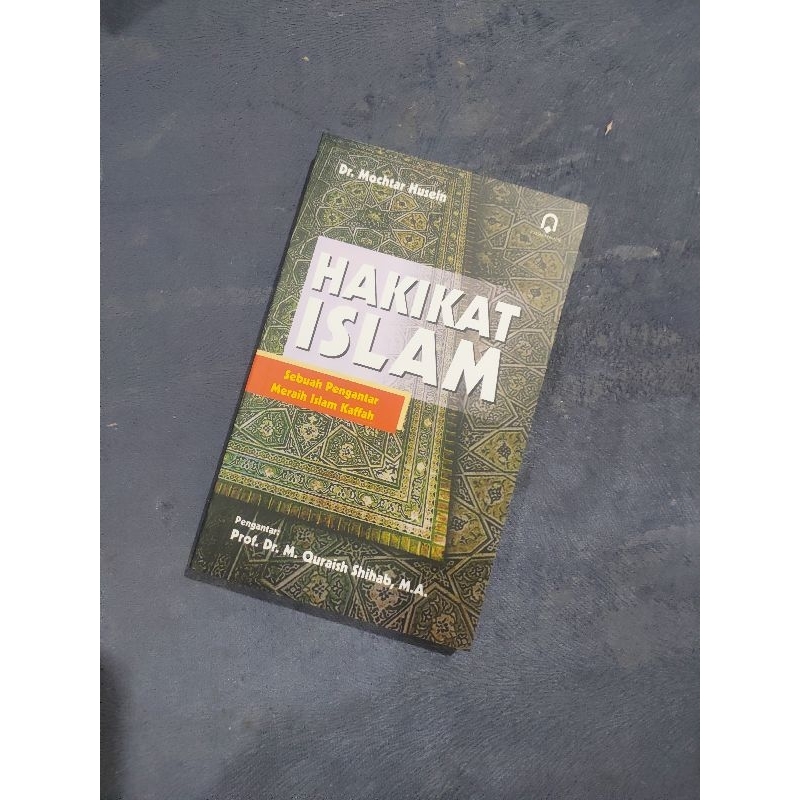 Dr. Mochtar Husein
HAKIKAT
ISLAM
Sebuah Pengantar
Meraih Islam Kaffah
Pengantar:
Prof. Dr. M. Quraish Shihab, M.A.